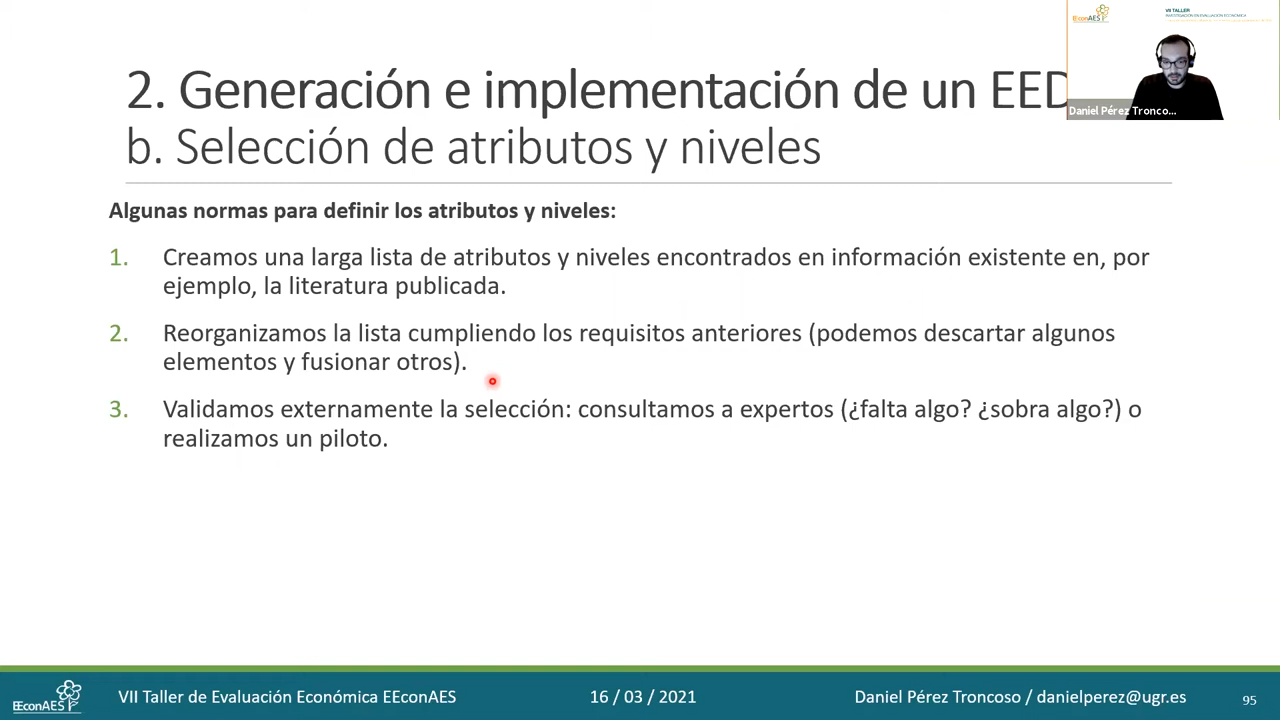 2. Generación e implementación de un EED
b. Selección de atributos y niveles
EEconAES
VII TALLER
Daniel Pérez Tronco...
Algunas normas para definir los atributos y niveles:
1. Creamos una larga lista de atributos y niveles encontrados en información existente en, por
ejemplo, la literatura publicada.
2. Reorganizamos la lista cumpliendo los requisitos anteriores (podemos descartar algunos
elementos y fusionar otros).
3. Validamos externamente la selección: consultamos a expertos (¿falta algo? ¿sobra algo?) o
realizamos un piloto.
EEconAES
VII Taller de Evaluación Económica EEconAES
16 / 03 / 2021
Daniel Pérez Troncoso / danielperez@ugr.es
95